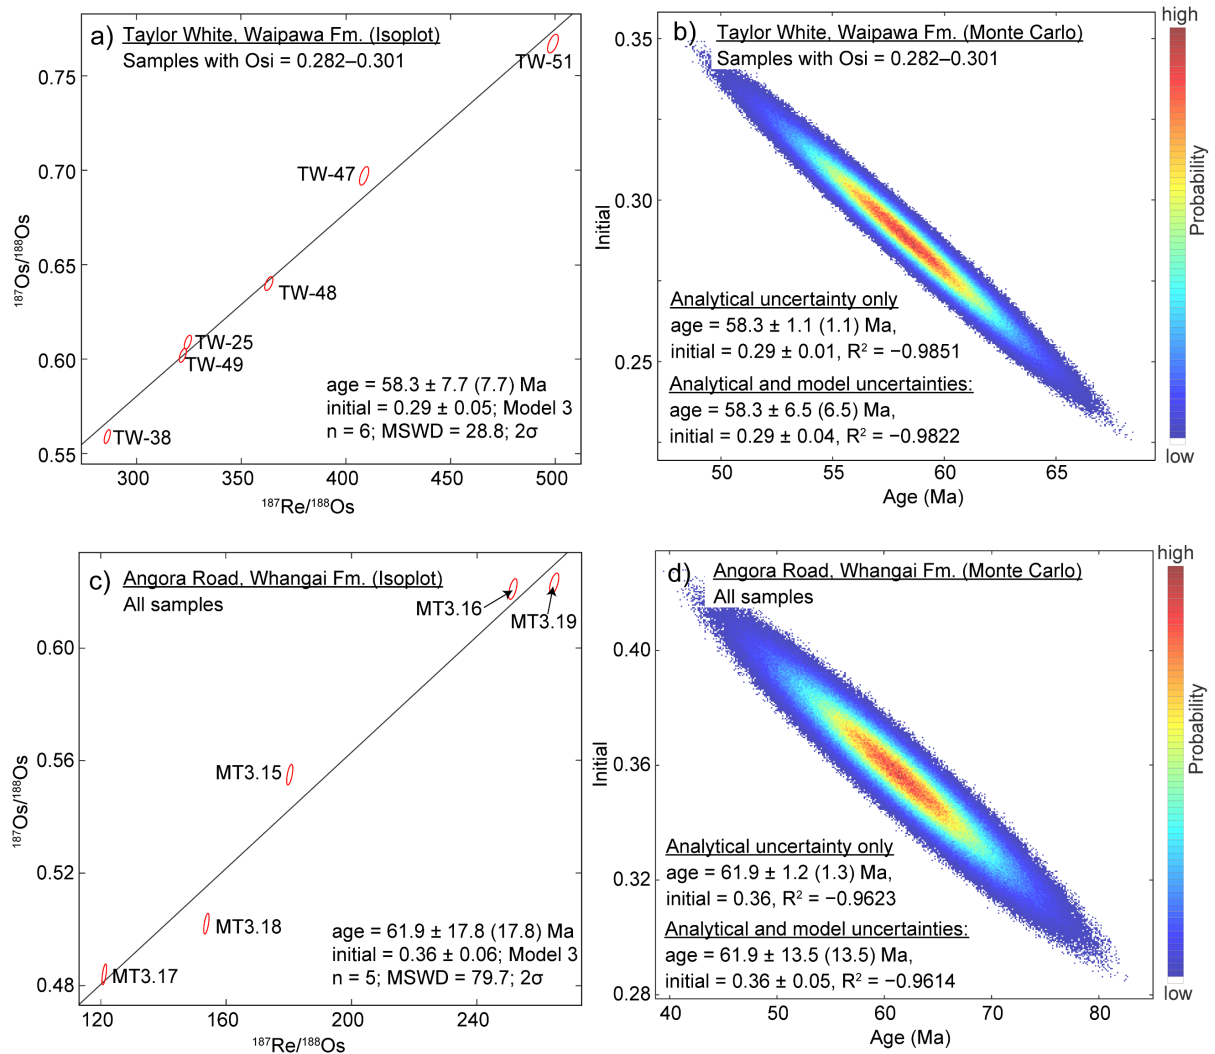 a) Taylor White, Waipawa Fm. (Isoplot)
Samples with Osi = 0.282–0.301
TW-51
TW-47
TW-48
TW-25
TW-49
TW-38
age = 58.3 ± 7.7 (7.7) Ma
initial = 0.29 ± 0.05; Model 3
n = 6; MSWD = 28.8; 2σ
0.75
0.70
0.65
0.60
0.55
¹⁸⁷Os/¹⁸⁸Os
300 350 400 450 500
¹⁸⁷Re/¹⁸⁸Os
b) Taylor White, Waipawa Fm. (Monte Carlo)
Samples with Osi = 0.282–0.301
Analytical uncertainty only
age = 58.3 ± 1.1 (1.1) Ma,
initial = 0.29 ± 0.01, R² = −0.9851
Analytical and model uncertainties:
age = 58.3 ± 6.5 (6.5) Ma,
initial = 0.29 ± 0.04, R² = −0.9822
0.35
0.30
0.25
Initial
50 55 60 65
Age (Ma)
high
Probability
low
c) Angora Road, Whangai Fm. (Isoplot)
All samples
MT3.16
MT3.19
MT3.15
MT3.18
MT3.17
age = 61.9 ± 17.8 (17.8) Ma
initial = 0.36 ± 0.06; Model 3
n = 5; MSWD = 79.7; 2σ
0.60
0.56
0.52
0.48
¹⁸⁷Os/¹⁸⁸Os
120 160 200 240
¹⁸⁷Re/¹⁸⁸Os
d) Angora Road, Whangai Fm. (Monte Carlo)
All samples
Analytical uncertainty only
age = 61.9 ± 1.2 (1.3) Ma,
initial = 0.36, R² = −0.9623
Analytical and model uncertainties:
age = 61.9 ± 13.5 (13.5) Ma,
initial = 0.36 ± 0.05, R² = −0.9614
0.40
0.36
0.32
0.28
Initial
40 50 60 70 80
Age (Ma)
high
Probability
low